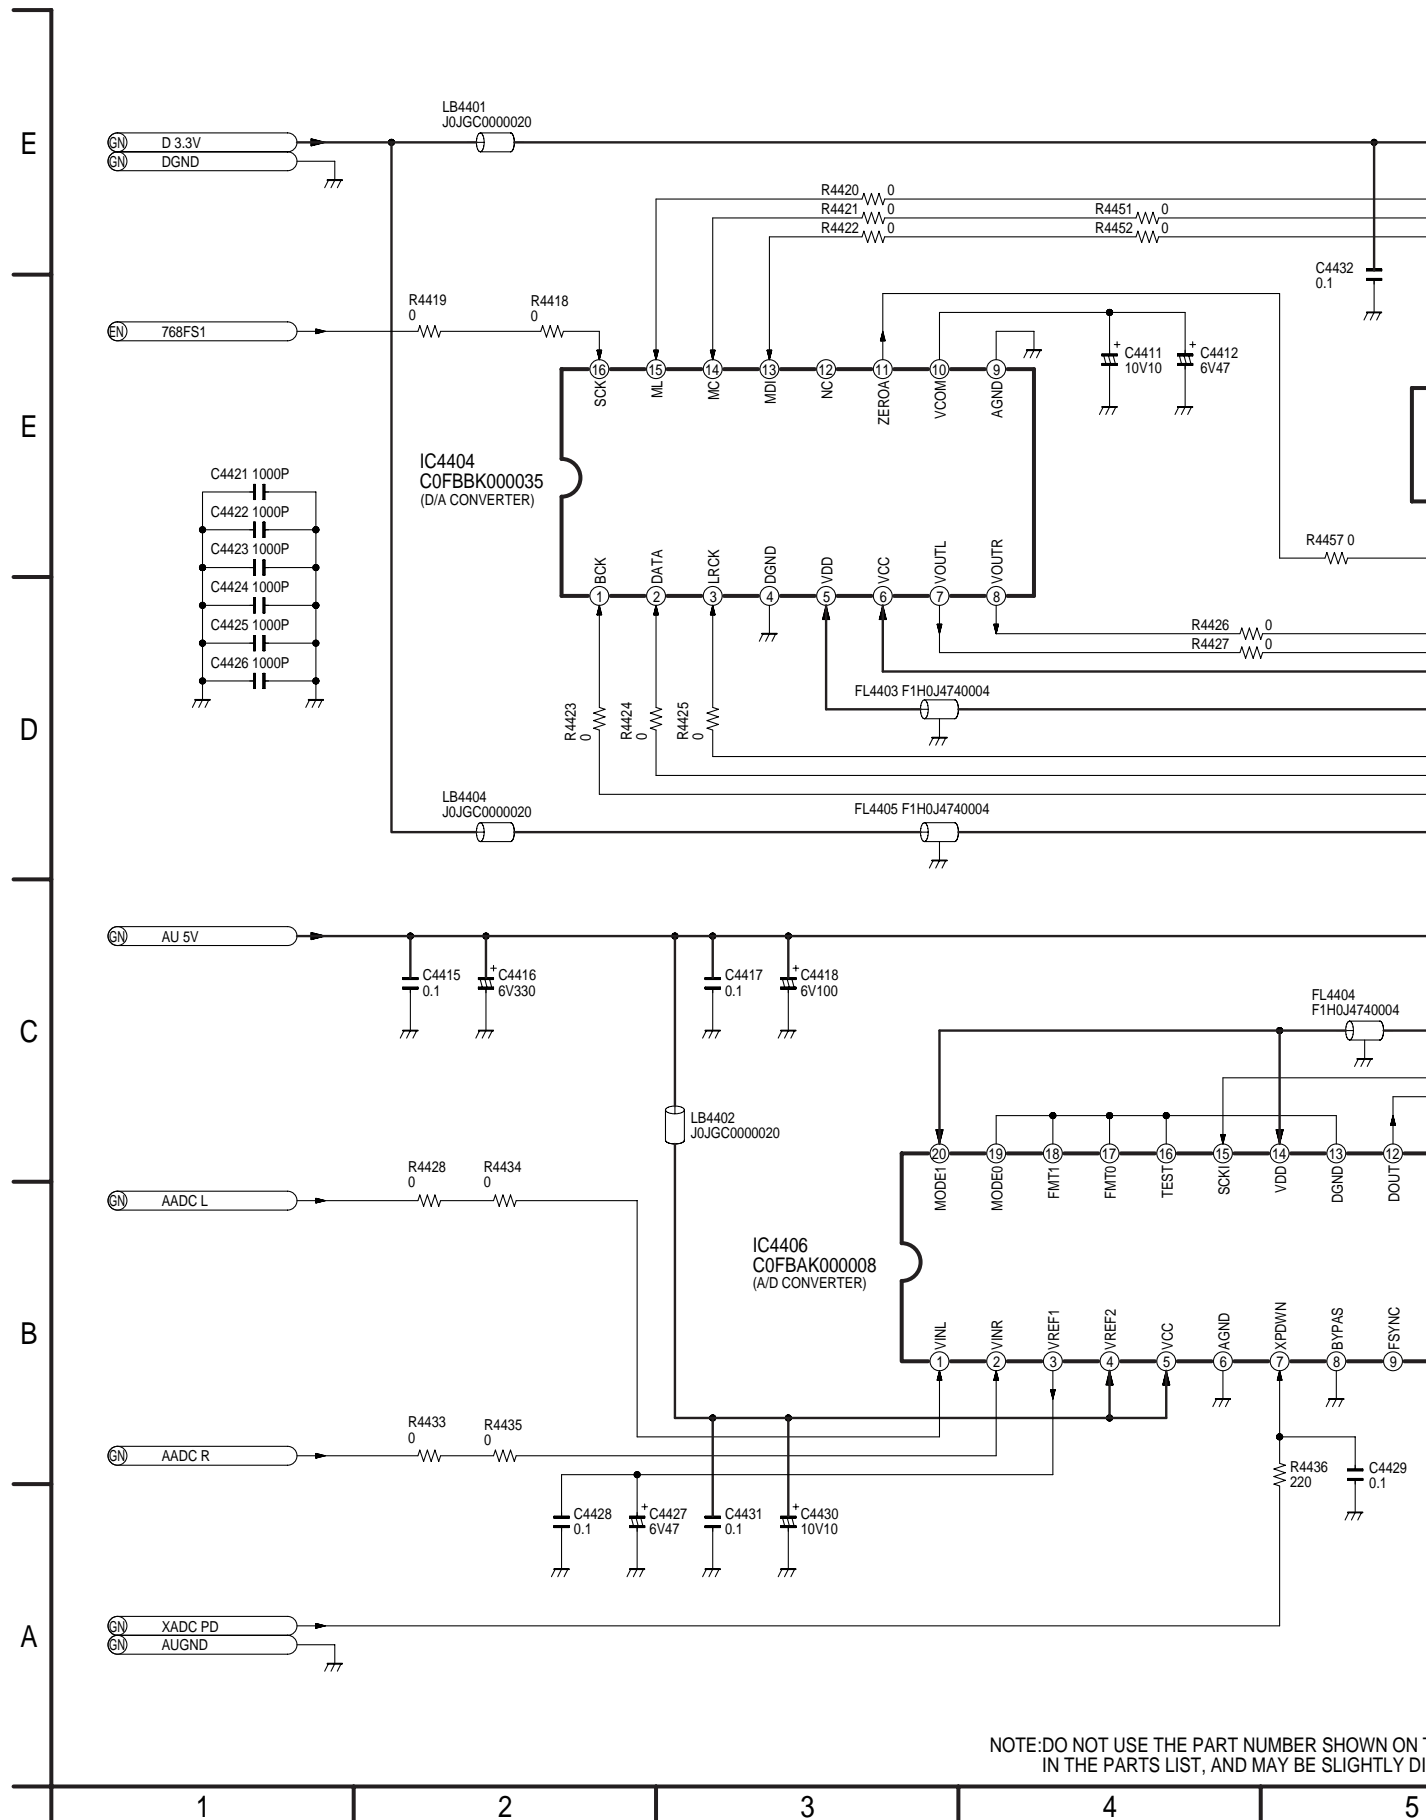 LB4401
J0JGC0000020
E
GN D 3.3V
GN DGND
R4420 0
R4421 0
R4422 0
R4451 0
R4452 0
C4432
0.1
R4419
0
R4418
0
EN 768FS1
C4411
10V10
C4412
6V47
16 15 14 13 12 11 10 9
SCK ML MC MDI NC ZEROA VCOM AGND
E
IC4404
C0FBBK000035
(D/A CONVERTER)
C4421 1000P
C4422 1000P
C4423 1000P
C4424 1000P
C4425 1000P
C4426 1000P
R4457 0
BCK DATA LRCK DGND VDD VCC VOUTL VOUTR
1 2 3 4 5 6 7 8
R4426 0
R4427 0
FL4403 F1H0J4740004
R4423
0
R4424
0
R4425
0
D
LB4404
J0JGC0000020
FL4405 F1H0J4740004
GN AU 5V
C4415
0.1
C4416
6V330
C4417
0.1
C4418
6V100
FL4404
F1H0J4740004
C
LB4402
J0JGC0000020
20 19 18 17 16 15 14 13 12
MODE1 MODE0 FMT1 FMT0 TEST SCKI VDD DGND DOUT
R4428
0
R4434
0
GN AADC L
IC4406
C0FBAK000008
(A/D CONVERTER)
B
VINL VINR VREF1 VREF2 VCC AGND XPDWN BYPAS FSYNC
1 2 3 4 5 6 7 8 9
R4433
0
R4435
0
GN AADC R
R4436
220
C4429
0.1
C4428
0.1
C4427
6V47
C4431
0.1
C4430
10V10
A
GN XADC PD
GN AUGND
NOTE:DO NOT USE THE PART NUMBER SHOWN ON
IN THE PARTS LIST, AND MAY BE SLIGHTLY
1 2 3 4 5